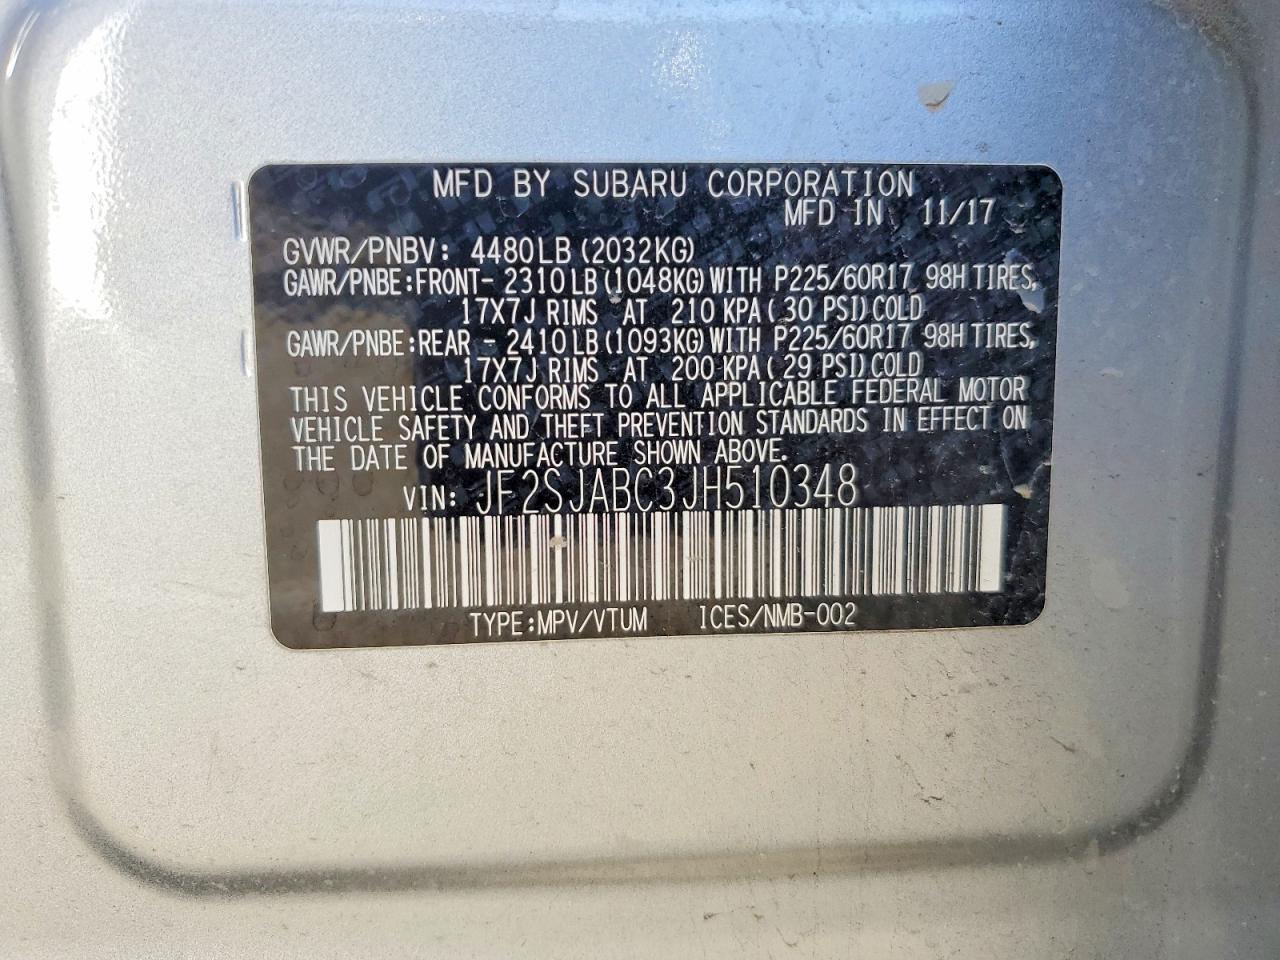 MFD BY SUBARU CORPORATION
MFD IN 11/17
GVWR/PNBV: 4480LB (2032KG)
GAWR/PNBE:FRONT- 2310LB (1048KG) WITH P225/60R17 98H TIRES,
17X7J RIMS AT 210 KPA ( 30 PSI) COLD
GAWR/PNBE:REAR - 2410LB (1093KG) WITH P225/60R17 98H TIRES,
17X7J RIMS AT 200 KPA ( 29 PSI) COLD
THIS VEHICLE CONFORMS TO ALL APPLICABLE FEDERAL MOTOR
VEHICLE SAFETY AND THEFT PREVENTION STANDARDS IN EFFECT ON
THE DATE OF MANUFACTURE SHOWN ABOVE.
VIN: JF2SJABC3JH510348
TYPE:MPV/VTUM ICES/NMB-002